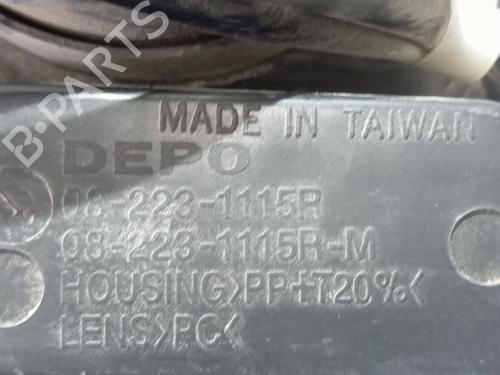 B-PARTS
MADE IN TAIWAN
DEPO
08-223-1115R
08-223-1115R-M
HOUSING>PP+T20%<
LENS>PC<